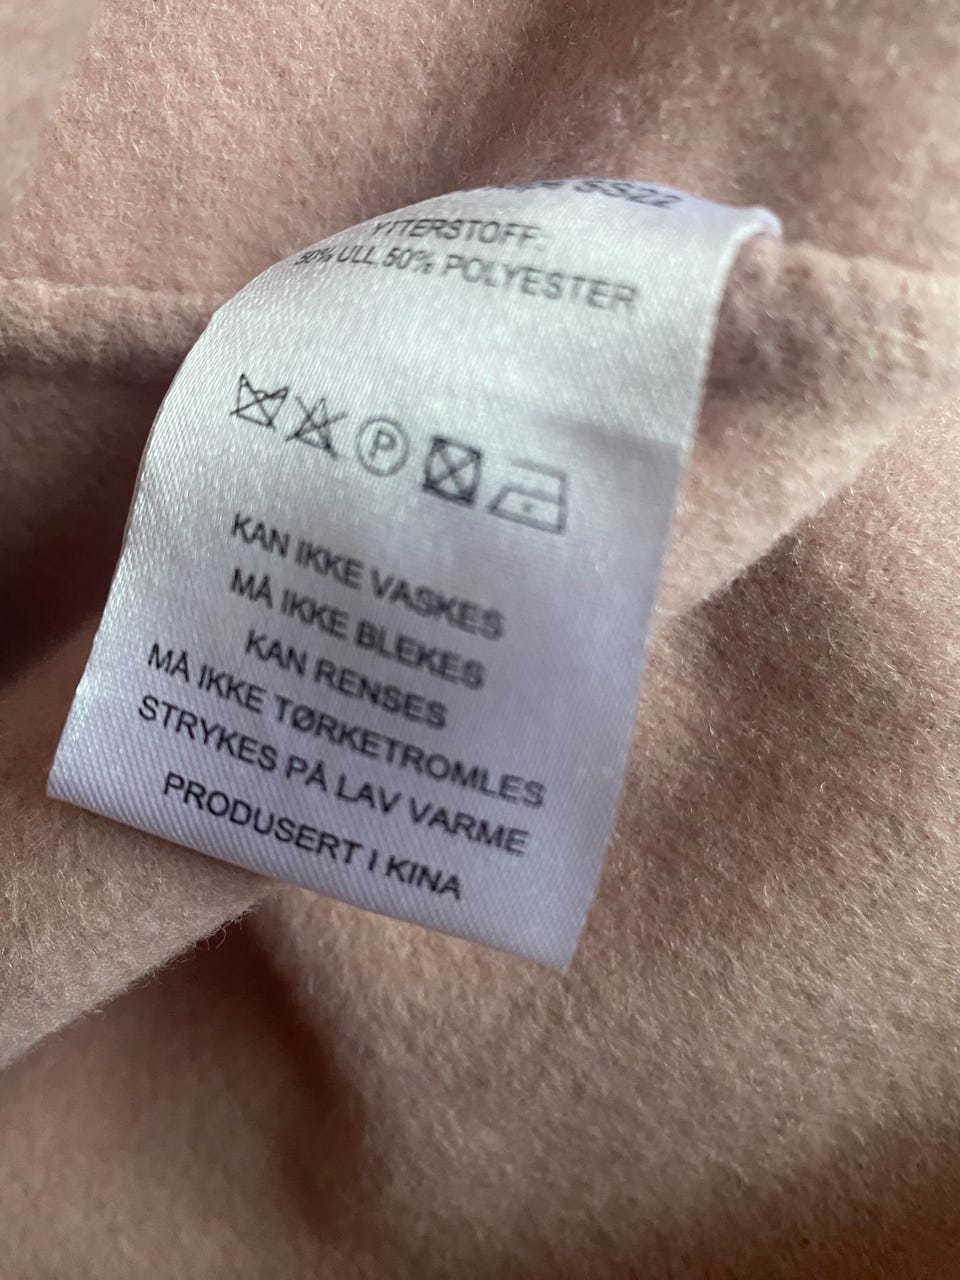 SS22
YTTERSTOFF:
50% ULL.50% POLYESTER
P
KAN IKKE VASKES
MÅ IKKE BLEKES
KAN RENSES
MÅ IKKE TØRKETROMLES
STRYKES PÅ LAV VARME
PRODUSERT I KINA